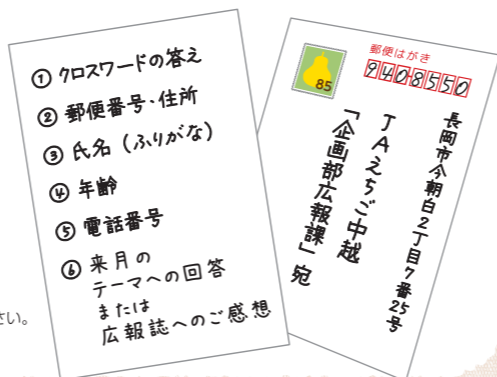 ① クロスワードの答え
② 郵便番号・住所
③ 氏名（ふりがな）
④ 年齢
⑤ 電話番号
⑥ 来月の
テーマへの回答
または
広報誌へのご感想
さい。
郵便はがき
940-8550
85
長岡市今朝白2丁目7番25号
JAえちご中越
「企画部広報課」宛